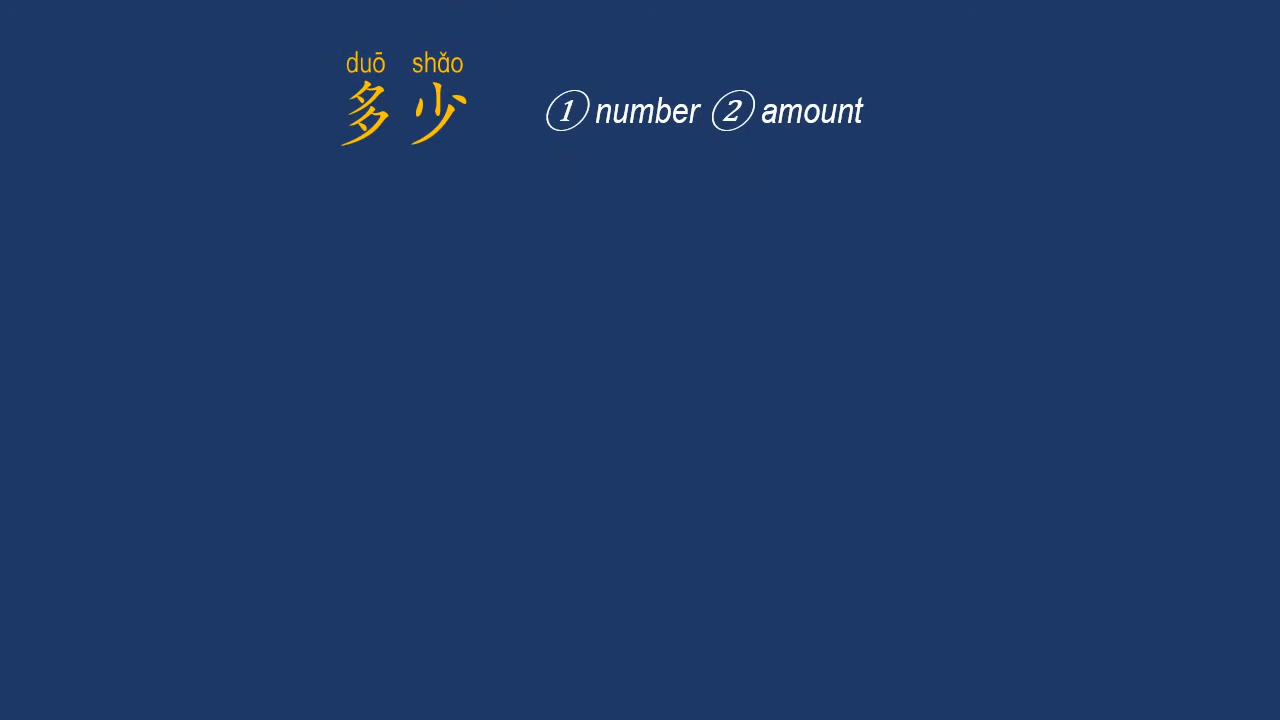 duō shǎo
多少 ① number ② amount